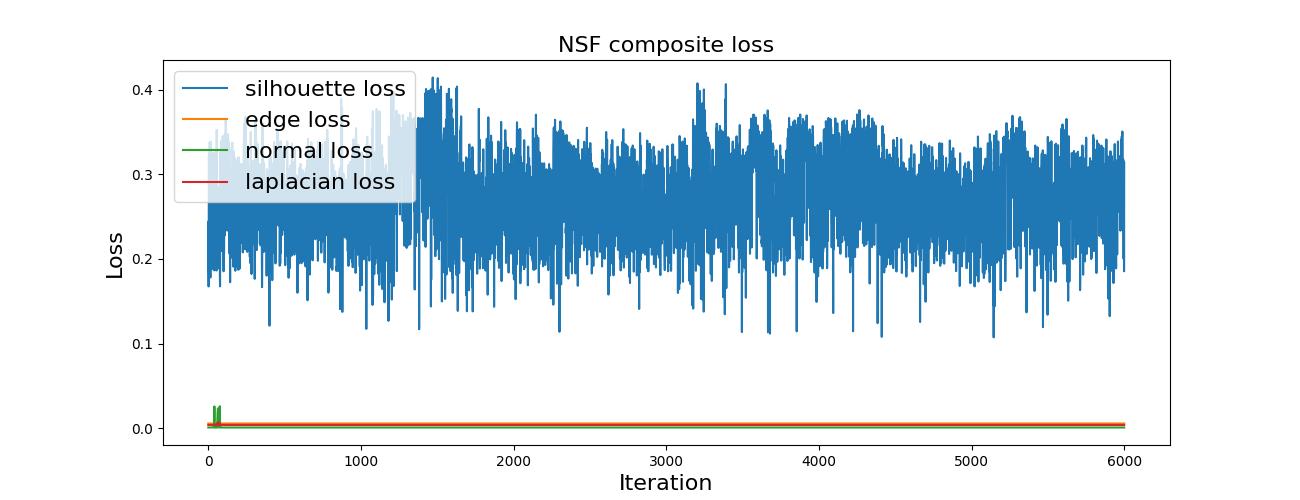 NSF composite loss
silhouette loss
edge loss
normal loss
laplacian loss
Loss
0.4
0.3
0.2
0.1
0.0
0 1000 2000 3000 4000 5000 6000
Iteration